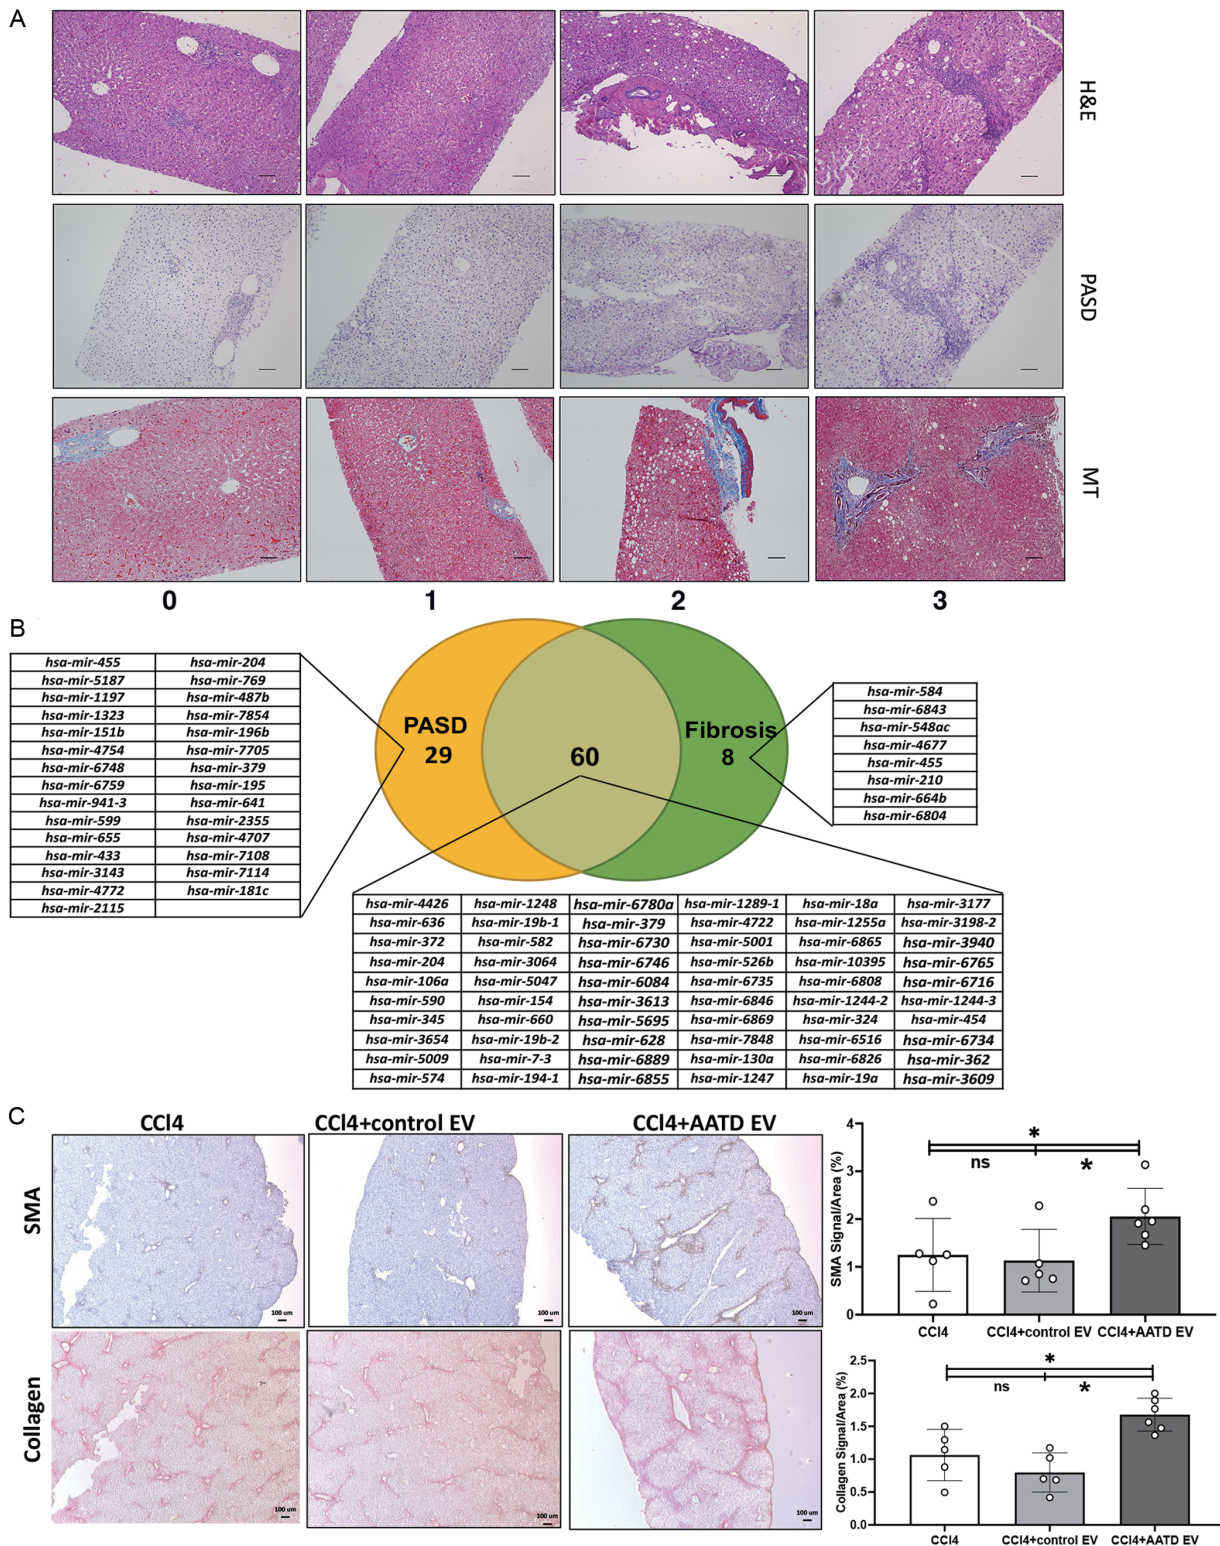 A
H&E
PASD
MT
0 1 2 3
B
hsa-mir-455 hsa-mir-204
hsa-mir-5187 hsa-mir-769
hsa-mir-1197 hsa-mir-487b
hsa-mir-1323 hsa-mir-7854
hsa-mir-151b hsa-mir-196b
hsa-mir-4754 hsa-mir-7705
hsa-mir-6748 hsa-mir-379
hsa-mir-6759 hsa-mir-195
hsa-mir-941-3 hsa-mir-641
hsa-mir-599 hsa-mir-2355
hsa-mir-655 hsa-mir-4707
hsa-mir-433 hsa-mir-7108
hsa-mir-3143 hsa-mir-7114
hsa-mir-4772 hsa-mir-181c
hsa-mir-2115
PASD
29
60
Fibrosis
8
hsa-mir-584
hsa-mir-6843
hsa-mir-548ac
hsa-mir-4677
hsa-mir-455
hsa-mir-210
hsa-mir-664b
hsa-mir-6804
hsa-mir-4426 hsa-mir-1248 hsa-mir-6780a hsa-mir-1289-1 hsa-mir-18a hsa-mir-3177
hsa-mir-636 hsa-mir-19b-1 hsa-mir-379 hsa-mir-4722 hsa-mir-1255a hsa-mir-3198-2
hsa-mir-372 hsa-mir-582 hsa-mir-6730 hsa-mir-5001 hsa-mir-6865 hsa-mir-3940
hsa-mir-204 hsa-mir-3064 hsa-mir-6746 hsa-mir-526b hsa-mir-10395 hsa-mir-6765
hsa-mir-106a hsa-mir-5047 hsa-mir-6084 hsa-mir-6735 hsa-mir-6808 hsa-mir-6716
hsa-mir-590 hsa-mir-154 hsa-mir-3613 hsa-mir-6846 hsa-mir-1244-2 hsa-mir-1244-3
hsa-mir-345 hsa-mir-660 hsa-mir-5695 hsa-mir-6869 hsa-mir-324 hsa-mir-454
hsa-mir-3654 hsa-mir-19b-2 hsa-mir-628 hsa-mir-7848 hsa-mir-6516 hsa-mir-6734
hsa-mir-5009 hsa-mir-7-3 hsa-mir-6889 hsa-mir-130a hsa-mir-6826 hsa-mir-362
hsa-mir-574 hsa-mir-194-1 hsa-mir-6855 hsa-mir-1247 hsa-mir-19a hsa-mir-3609
C
CCl4 CCl4+control EV CCl4+AATD EV
SMA
100 um 100 um 100 um
Collagen
100 um 100 um 100 um
SMA Signal/Area (%)
4
3
2
1
0
*
ns *
CCl4 CCl4+control EV CCl4+AATD EV
Collagen Signal/Area (%)
2.5
2.0
1.5
1.0
0.5
0.0
*
ns *
CCl4 CCl4+control EV CCl4+AATD EV